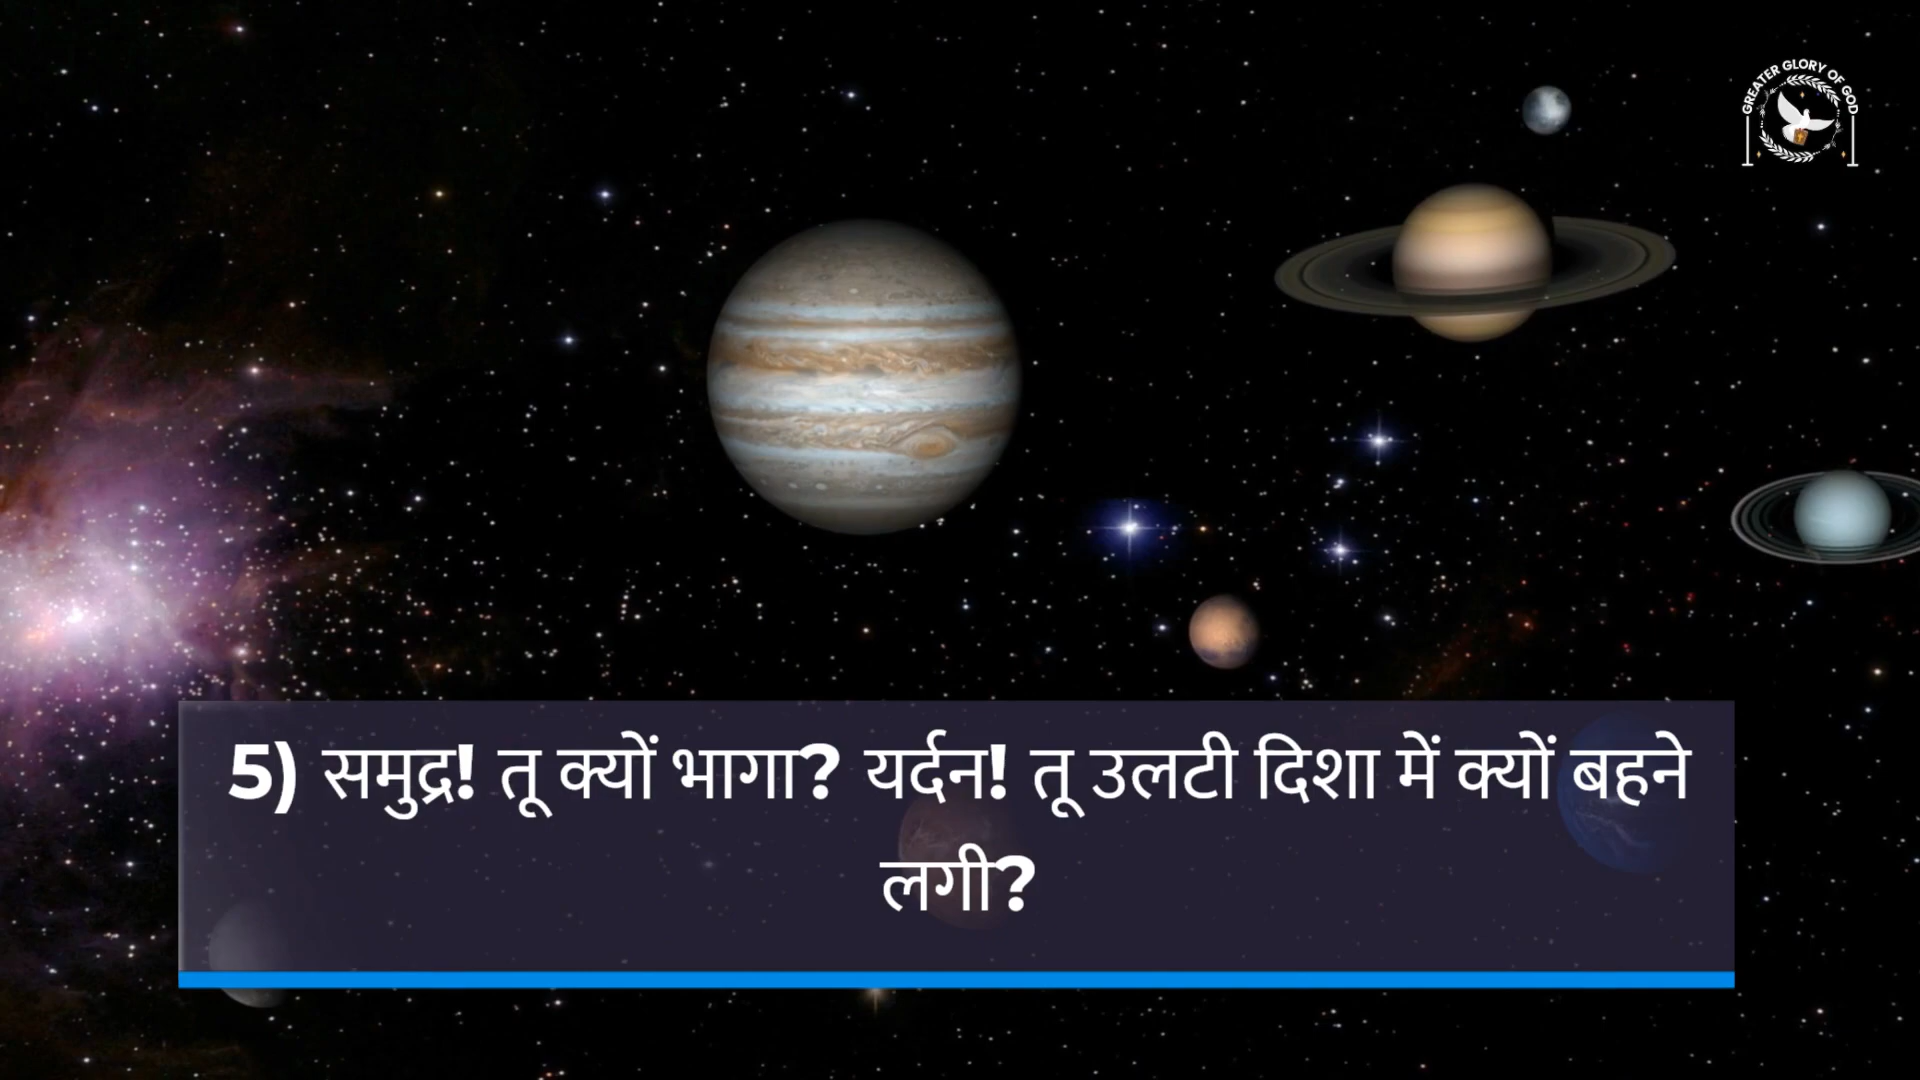 GREATER GLORY OF GOD
5) समुद्र! तू क्यों भागा? यर्दन! तू उलटी दिशा में क्यों बहने
लगी?